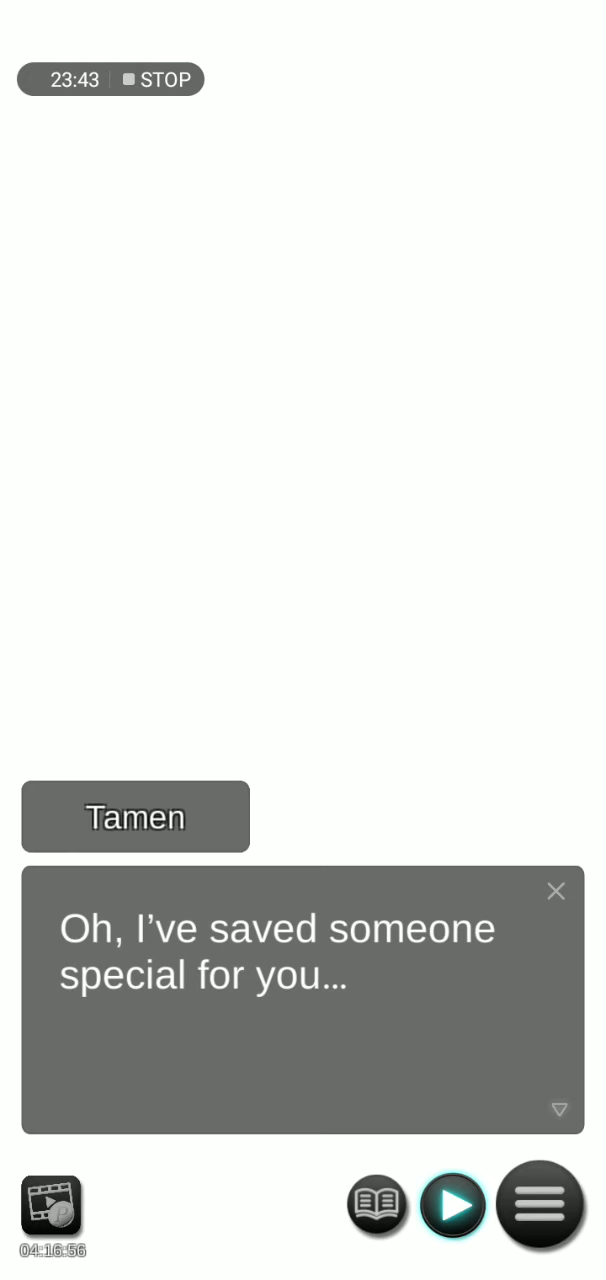 23:43 STOP
Tamen
Oh, I’ve saved someone
special for you...
P
04:16:56